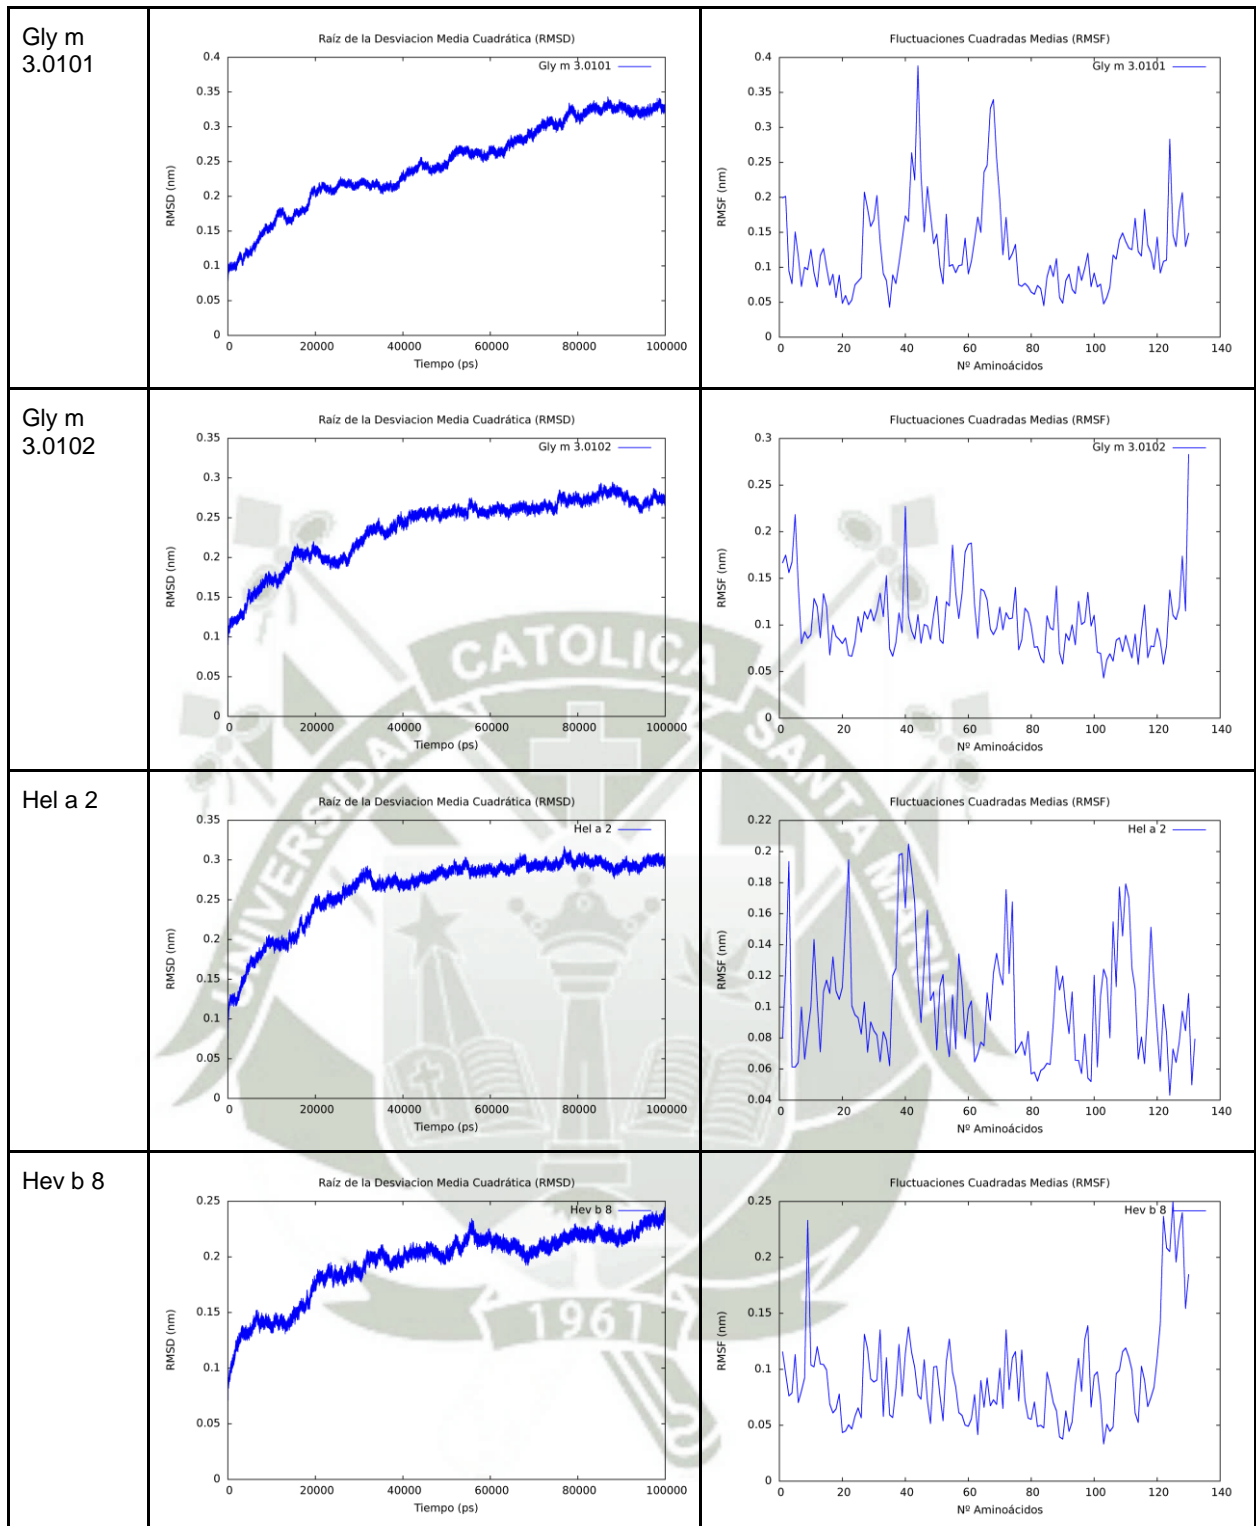 Gly m
3.0101
Raíz de la Desviacion Media Cuadrática (RMSD)
Gly m 3.0101
RMSD (nm)
0.4
0.35
0.3
0.25
0.2
0.15
0.1
0.05
0
0 20000 40000 60000 80000 100000
Tiempo (ps)
Fluctuaciones Cuadradas Medias (RMSF)
Gly m 3.0101
RMSF (nm)
0.4
0.35
0.3
0.25
0.2
0.15
0.1
0.05
0
0 20 40 60 80 100 120 140
Nº Aminoácidos
Gly m
3.0102
Raíz de la Desviacion Media Cuadrática (RMSD)
Gly m 3.0102
RMSD (nm)
0.35
0.3
0.25
0.2
0.15
0.1
0.05
0
0 20000 40000 60000 80000 100000
Tiempo (ps)
Fluctuaciones Cuadradas Medias (RMSF)
Gly m 3.0102
RMSF (nm)
0.3
0.25
0.2
0.15
0.1
0.05
0
0 20 40 60 80 100 120 140
Nº Aminoácidos
Hel a 2
Raíz de la Desviacion Media Cuadrática (RMSD)
Hel a 2
RMSD (nm)
0.35
0.3
0.25
0.2
0.15
0.1
0.05
0
0 20000 40000 60000 80000 100000
Tiempo (ps)
Fluctuaciones Cuadradas Medias (RMSF)
Hel a 2
RMSF (nm)
0.22
0.2
0.18
0.16
0.14
0.12
0.1
0.08
0.06
0.04
0 20 40 60 80 100 120 140
Nº Aminoácidos
Hev b 8
Raíz de la Desviacion Media Cuadrática (RMSD)
Hev b 8
RMSD (nm)
0.25
0.2
0.15
0.1
0.05
0
0 20000 40000 60000 80000 100000
Tiempo (ps)
Fluctuaciones Cuadradas Medias (RMSF)
Hev b 8
RMSF (nm)
0.25
0.2
0.15
0.1
0.05
0
0 20 40 60 80 100 120 140
Nº Aminoácidos
UNIVERSIDAD CATOLICA SANTA MARIA
1961